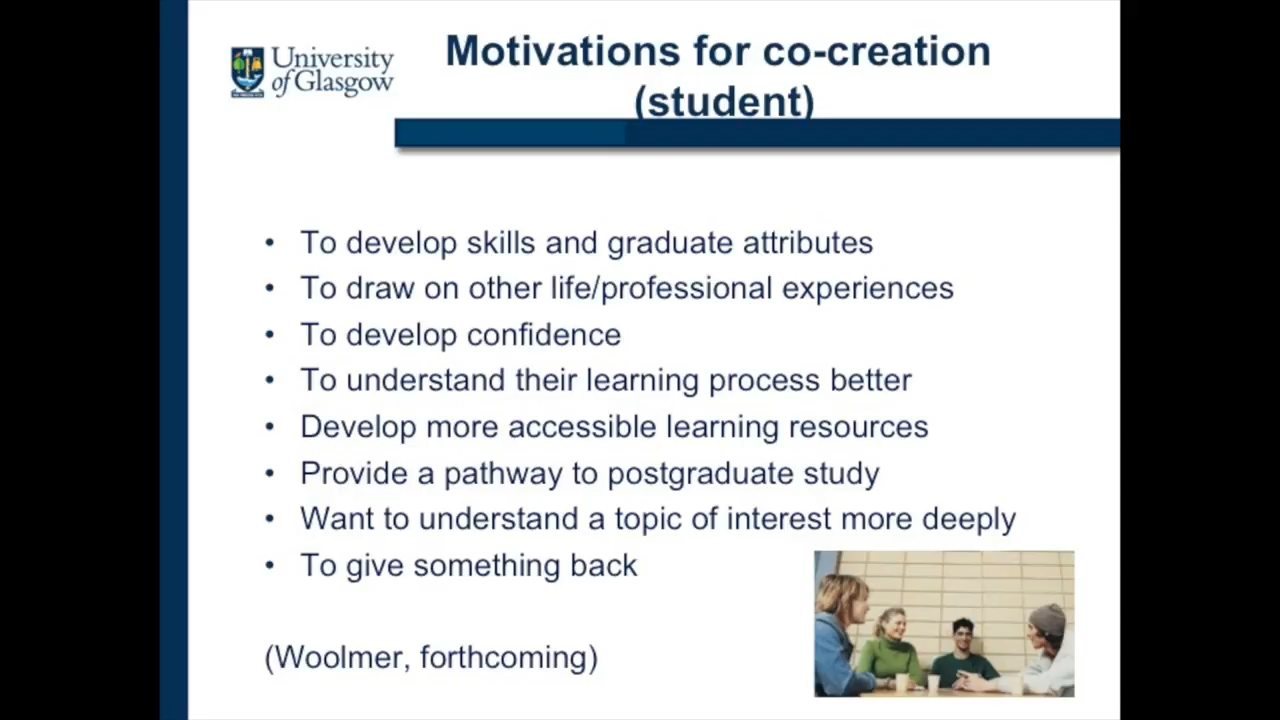 University
of Glasgow
Motivations for co-creation
(student)
• To develop skills and graduate attributes
• To draw on other life/professional experiences
• To develop confidence
• To understand their learning process better
• Develop more accessible learning resources
• Provide a pathway to postgraduate study
• Want to understand a topic of interest more deeply
• To give something back
(Woolmer, forthcoming)